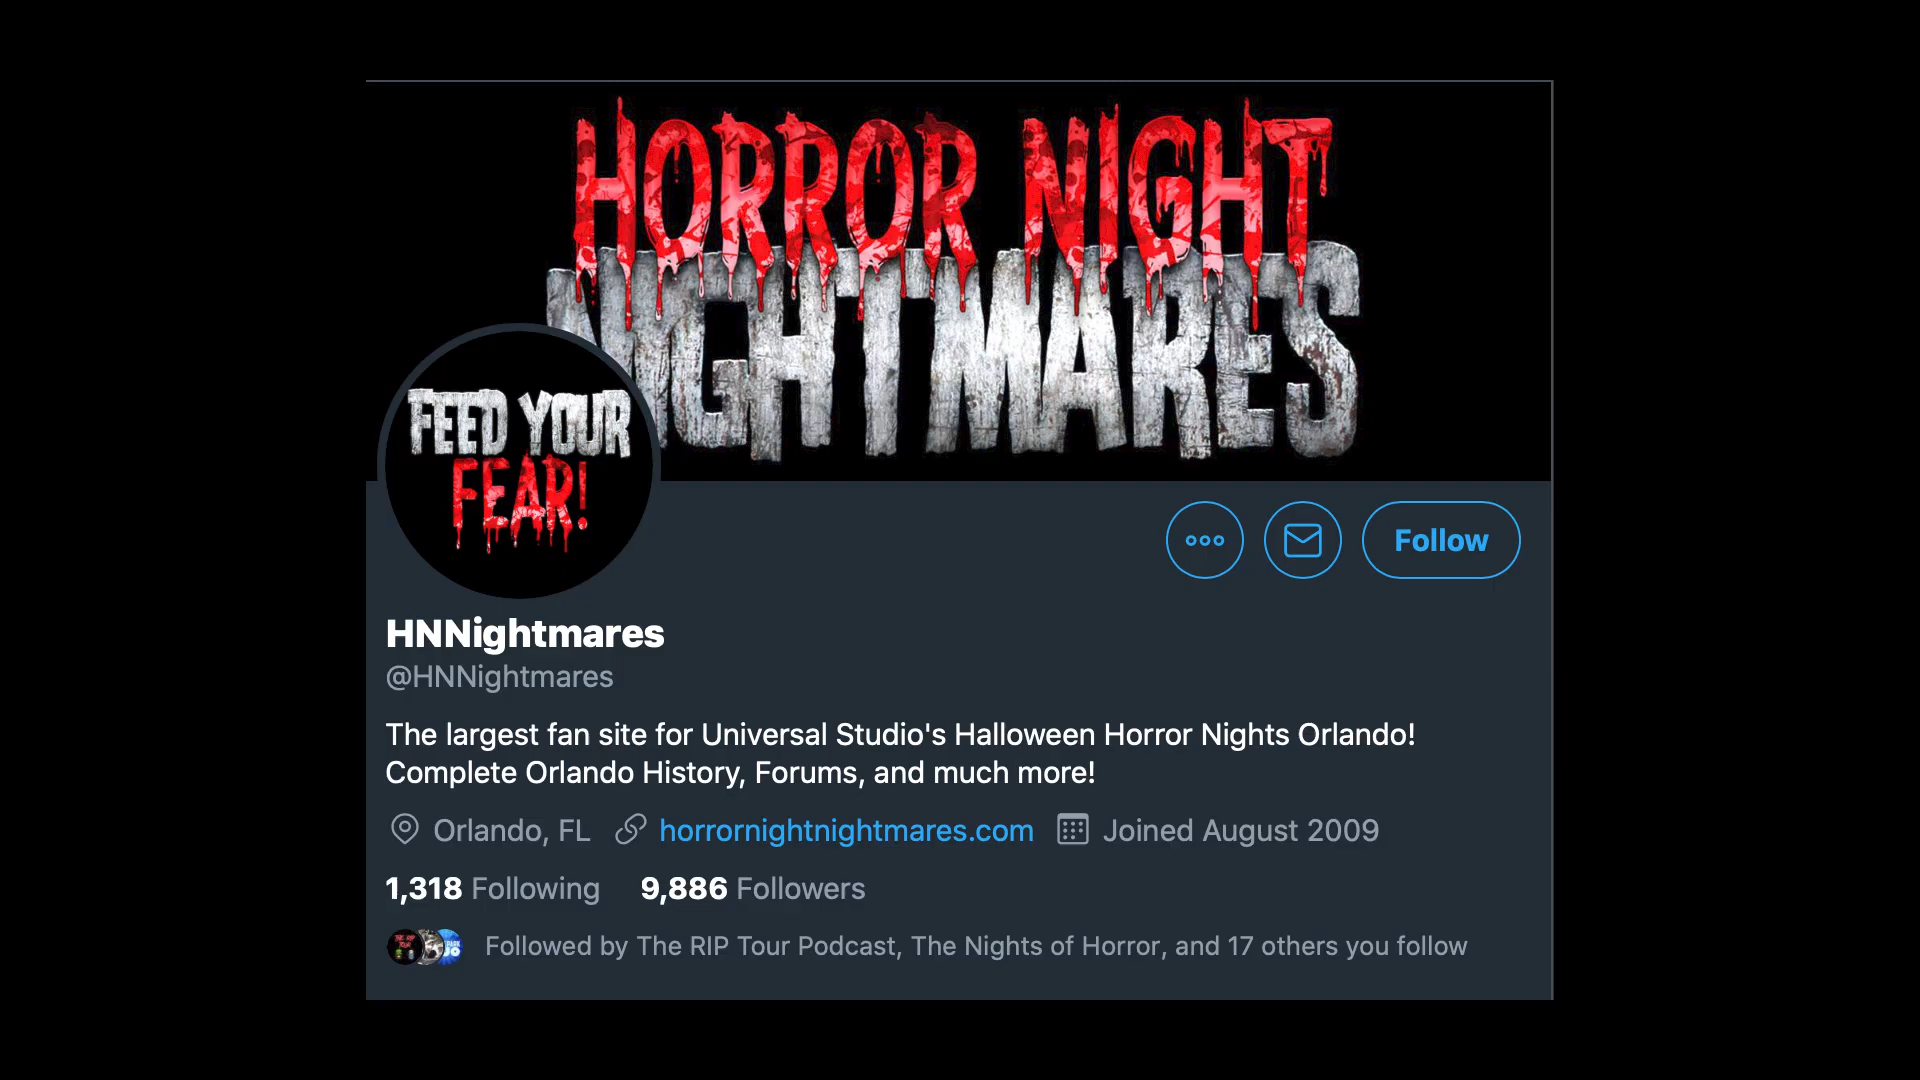 HORROR NIGHT
NIGHTMARES
FEED YOUR
FEAR!
Follow
HNNightmares
@HNNightmares
The largest fan site for Universal Studio's Halloween Horror Nights Orlando!
Complete Orlando History, Forums, and much more!
Orlando, FL horrornightnightmares.com Joined August 2009
1,318 Following 9,886 Followers
Followed by The RIP Tour Podcast, The Nights of Horror, and 17 others you follow